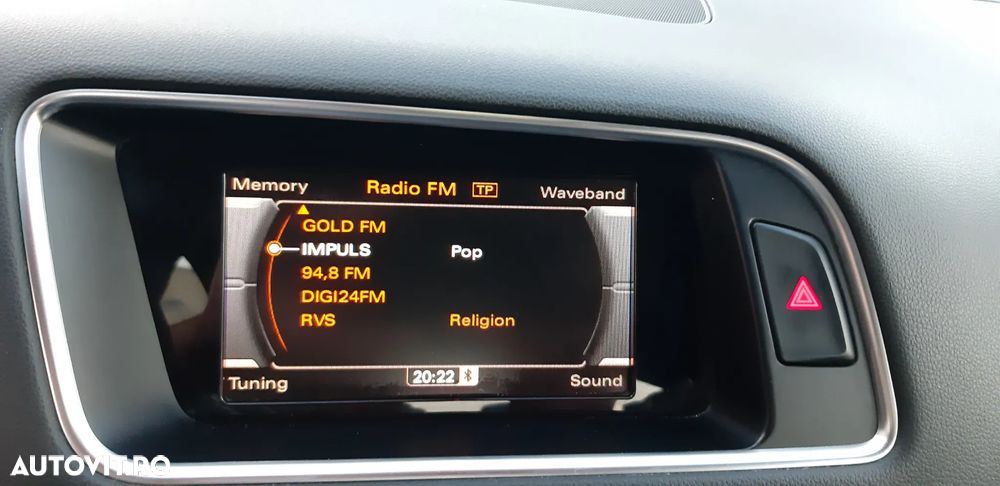 Memory Radio FM TP Waveband
GOLD FM
IMPULS Pop
94,8 FM
DIGI24FM
RVS Religion
Tuning 20:22 Sound
AUTOVIT.RO